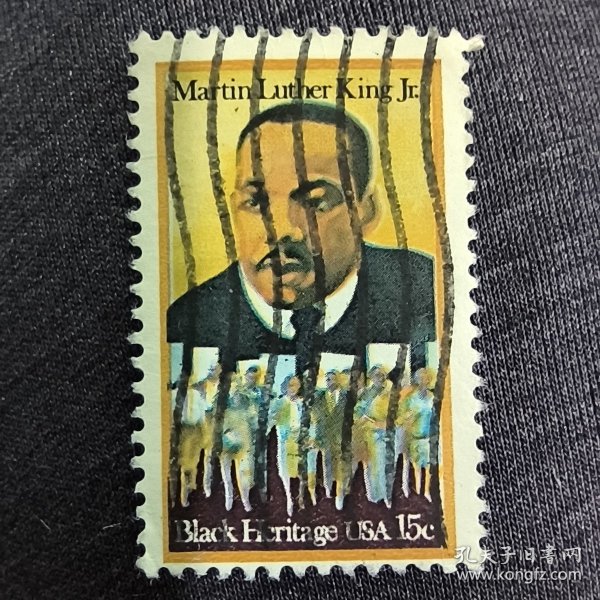 Martin Luther King Jr.
Black Heritage USA 15c
孔夫子旧书网
www.kongfz.com